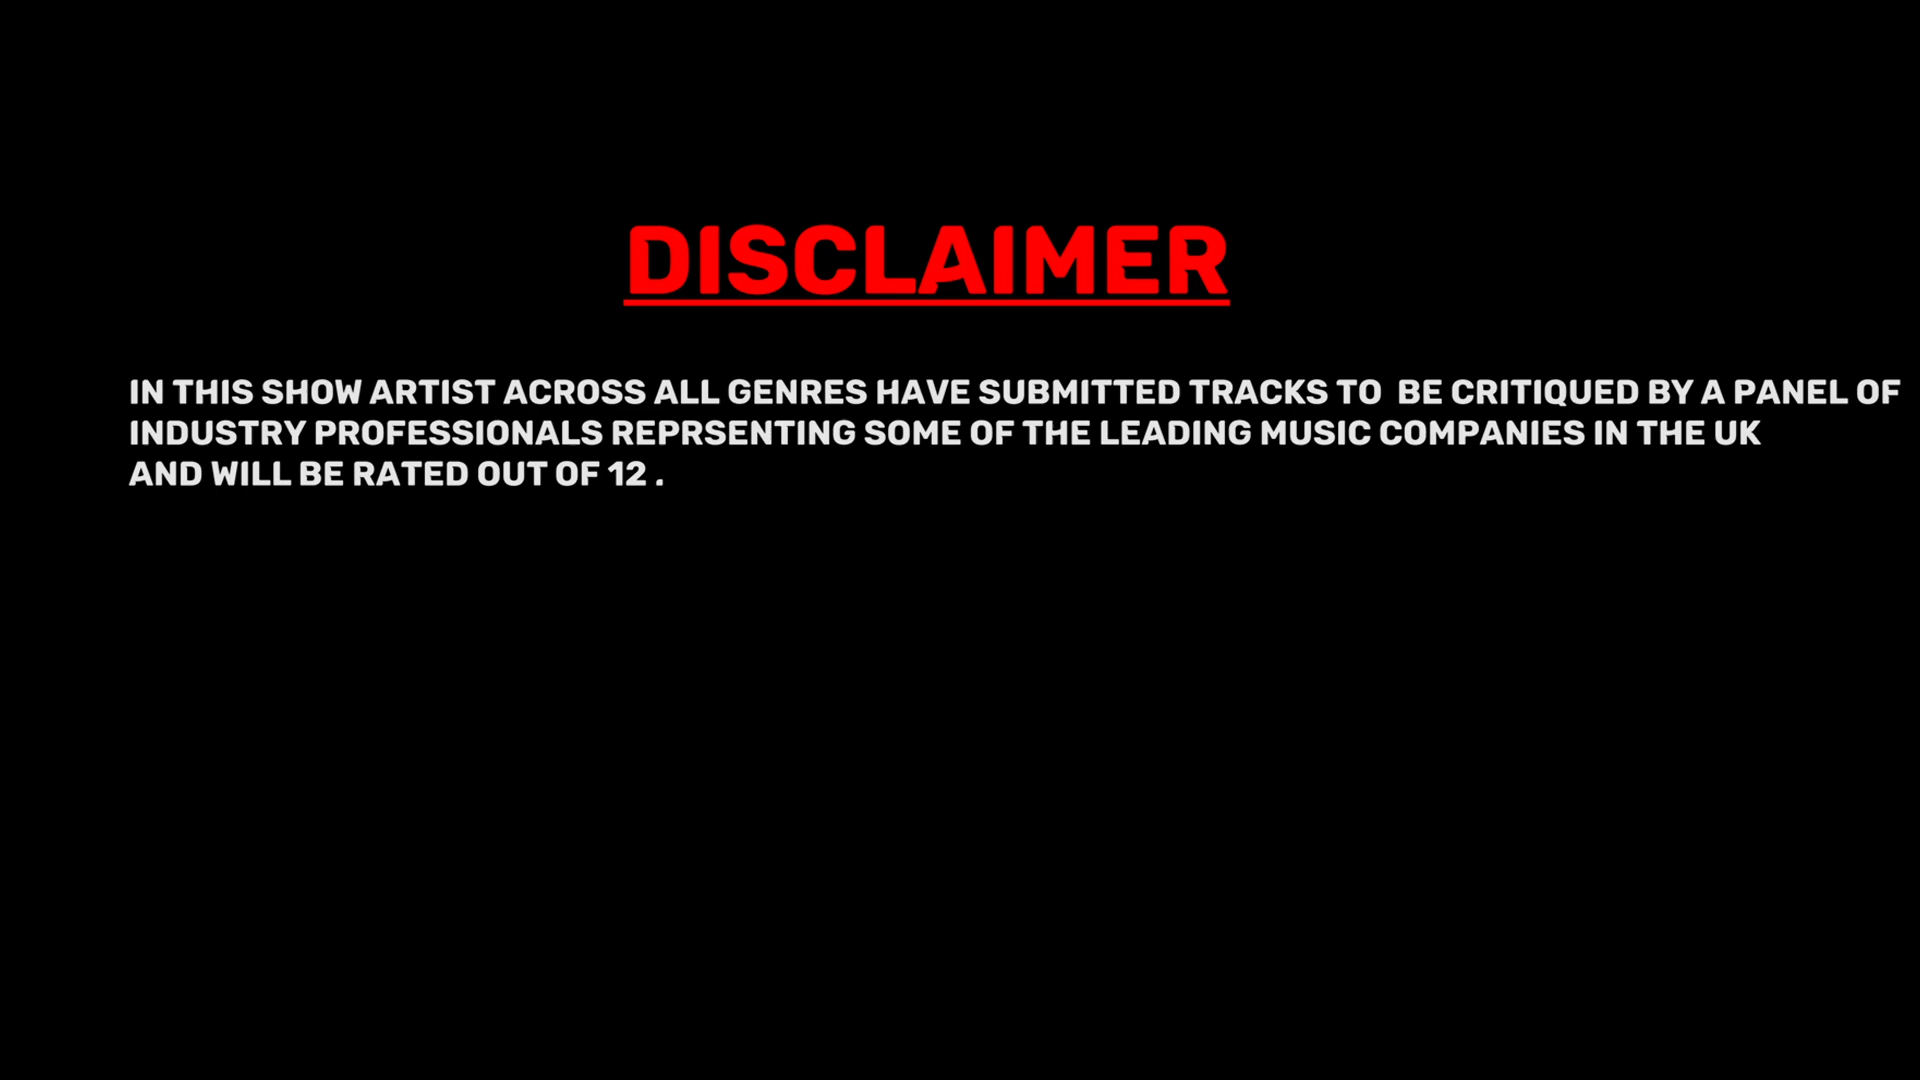 DISCLAIMER
IN THIS SHOW ARTIST ACROSS ALL GENRES HAVE SUBMITTED TRACKS TO  BE CRITIQUED BY A PANEL OF
INDUSTRY PROFESSIONALS REPRSENTING SOME OF THE LEADING MUSIC COMPANIES IN THE UK
AND WILL BE RATED OUT OF 12 .